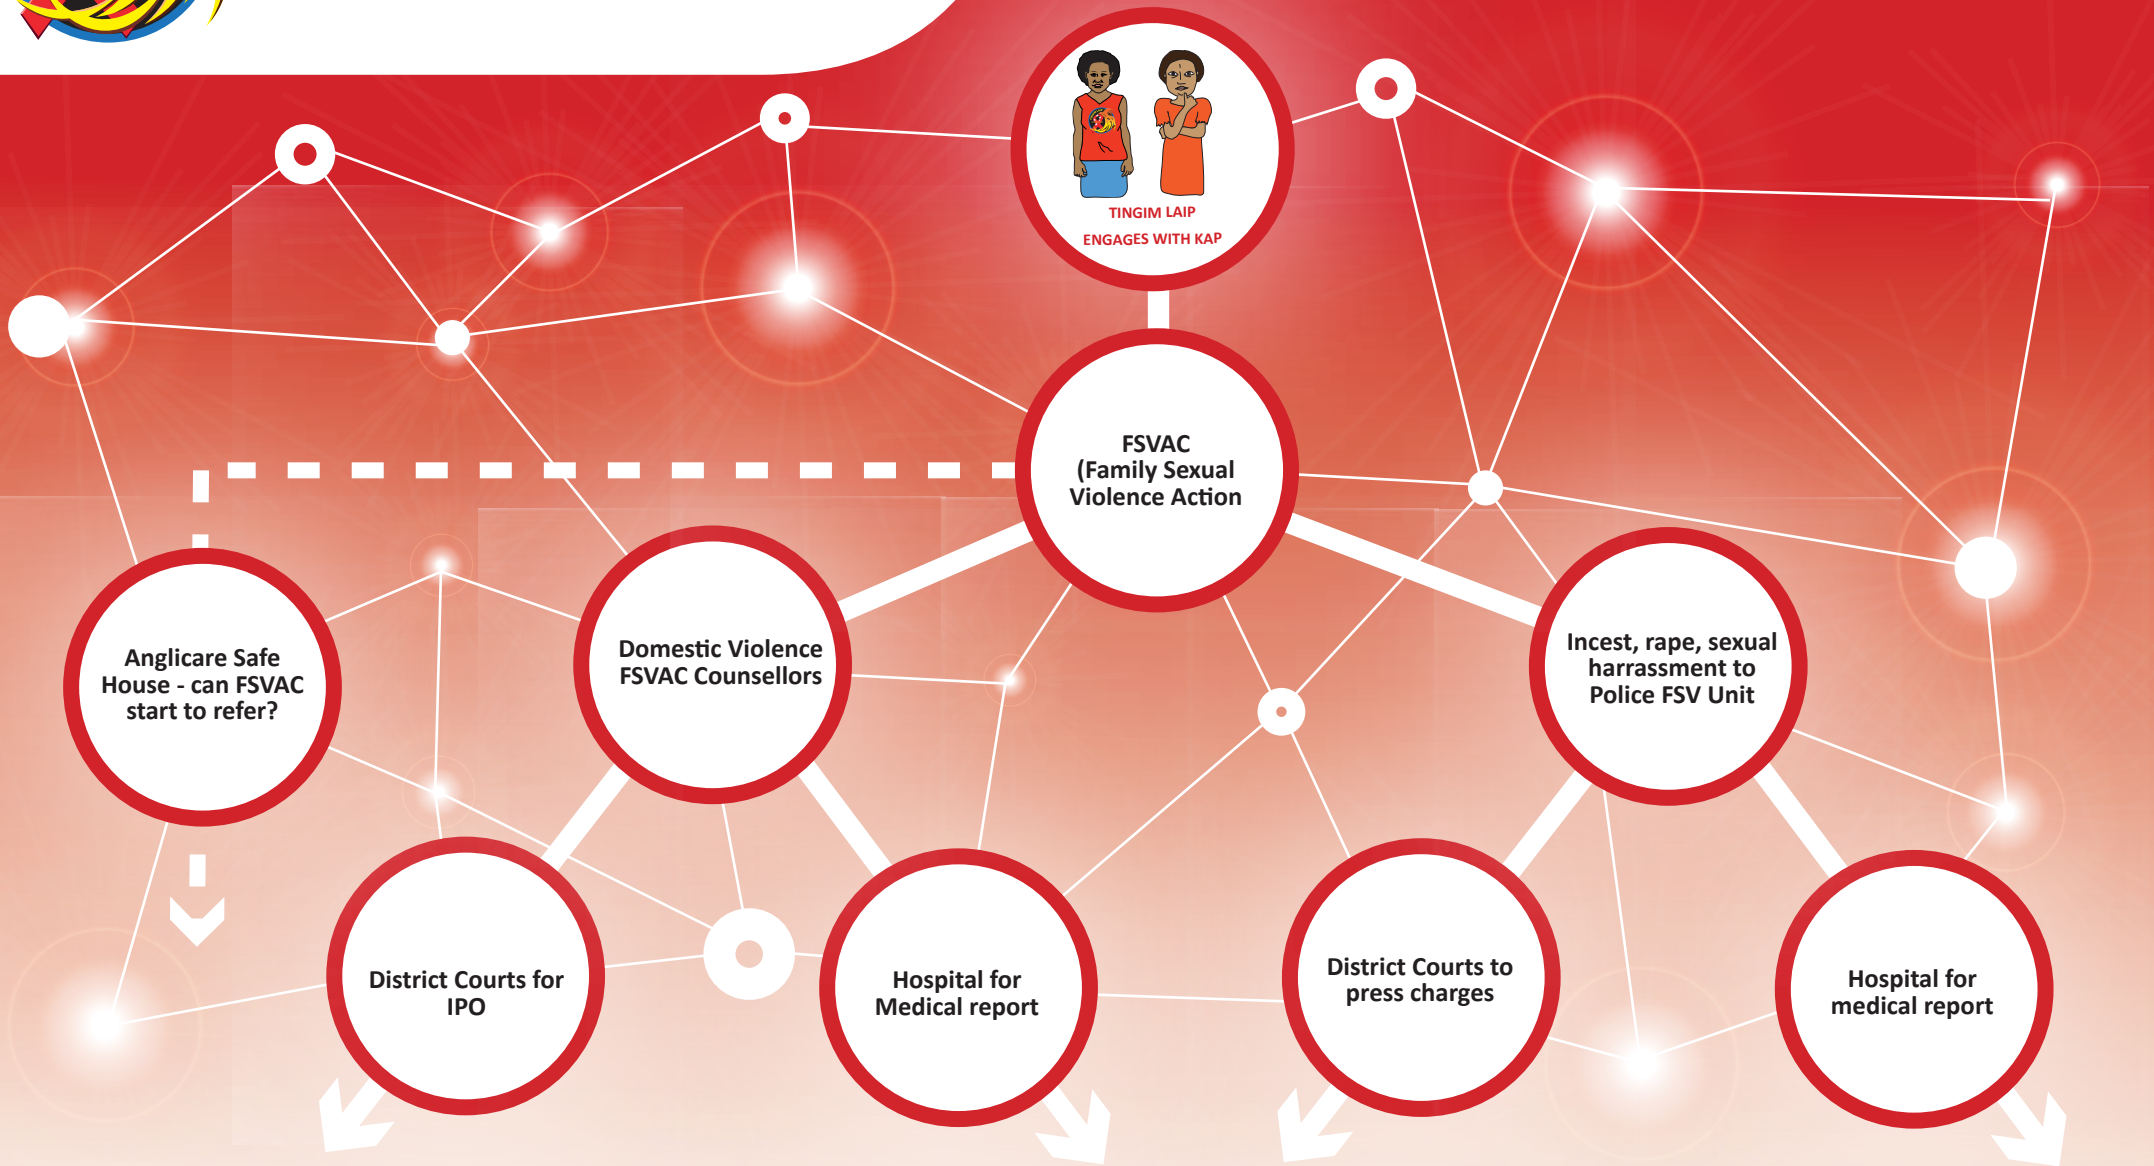 TINGIM LAIP
ENGAGES WITH KAP
FSVAC
(Family Sexual
Violence Action
Anglicare Safe
House - can FSVAC
start to refer?
Domestic Violence
FSVAC Counsellors
Incest, rape, sexual
harrassment to
Police FSV Unit
District Courts for
IPO
Hospital for
Medical report
District Courts to
press charges
Hospital for
medical report